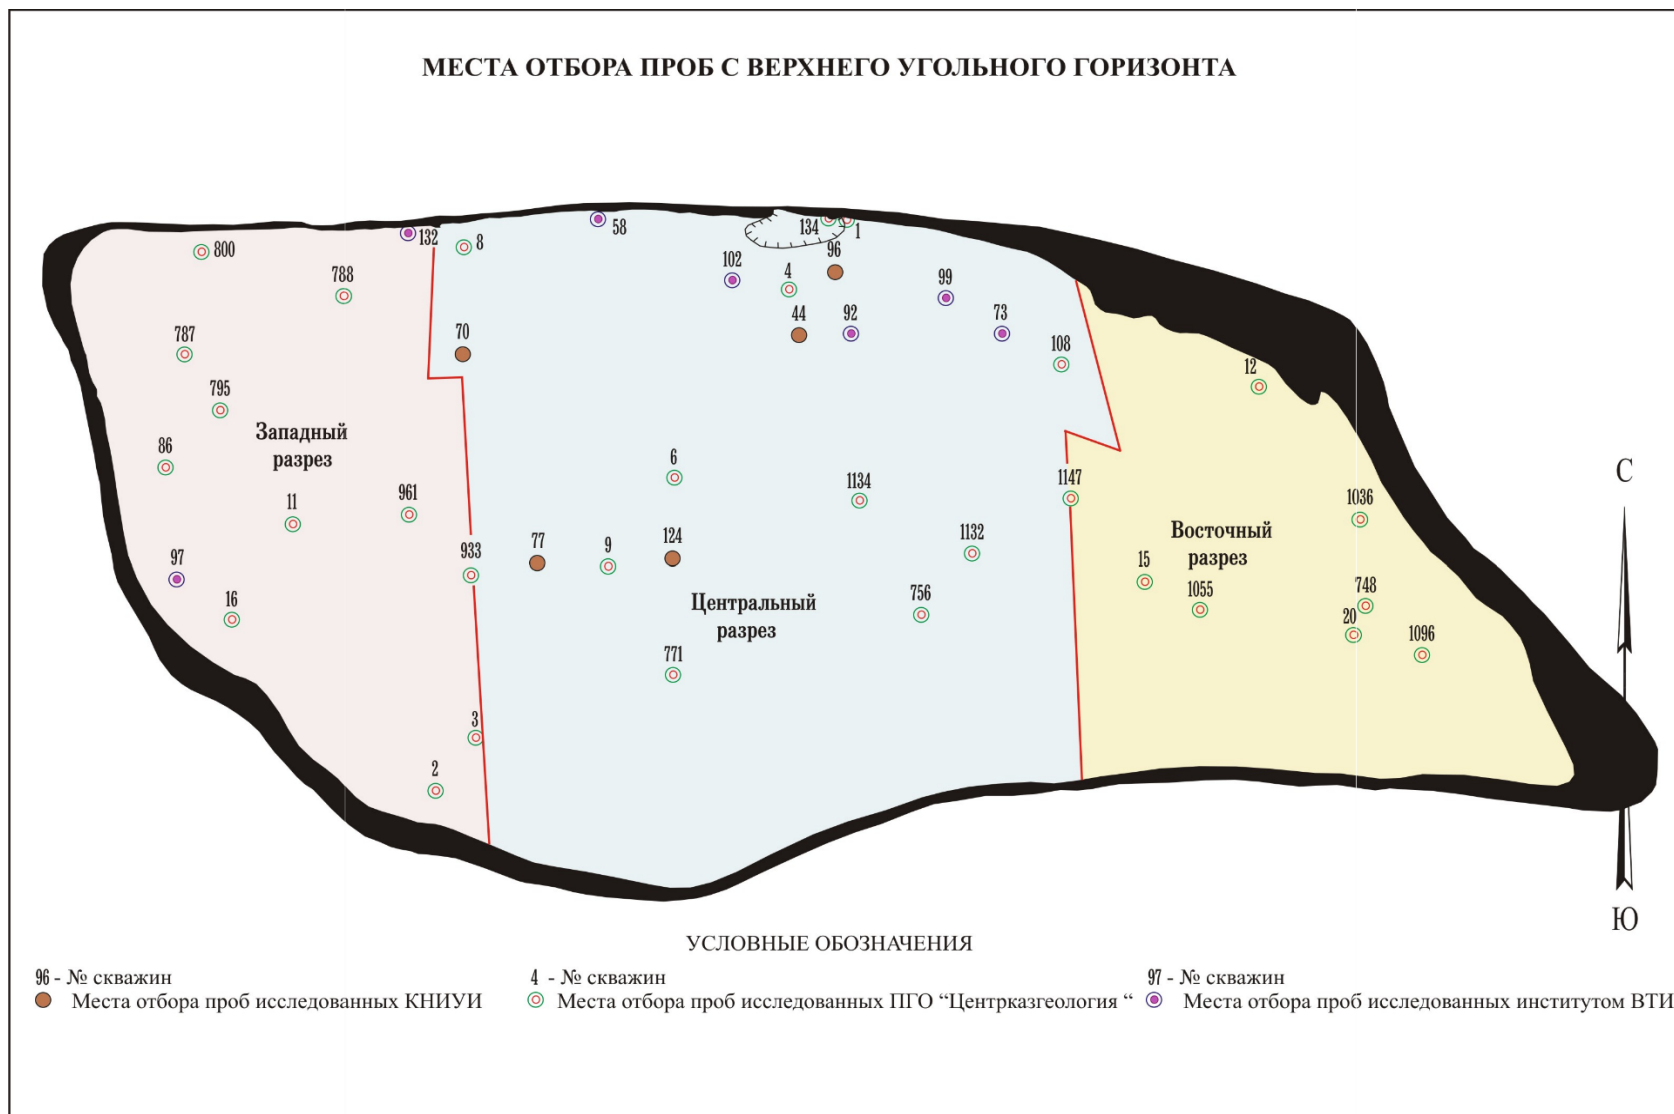 МЕСТА ОТБОРА ПРОБ С ВЕРХНЕГО УГОЛЬНОГО ГОРИЗОНТА
58
134
1
132
8
800
96
102
4
788
99
44
92
73
70
108
787
12
795
Западный
разрез
86
6
С
1147
1134
961
11
1036
Восточный
разрез
124
77
9
1132
933
97
15
1055
748
16
Центральный
разрез
756
20
1096
771
3
2
Ю
УСЛОВНЫЕ ОБОЗНАЧЕНИЯ
96 - № скважин
Места отбора проб исследованных КНИУИ
4 - № скважин
Места отбора проб исследованных ПГО “Центрказгеология “
97 - № скважин
Места отбора проб исследованных институтом ВТИ